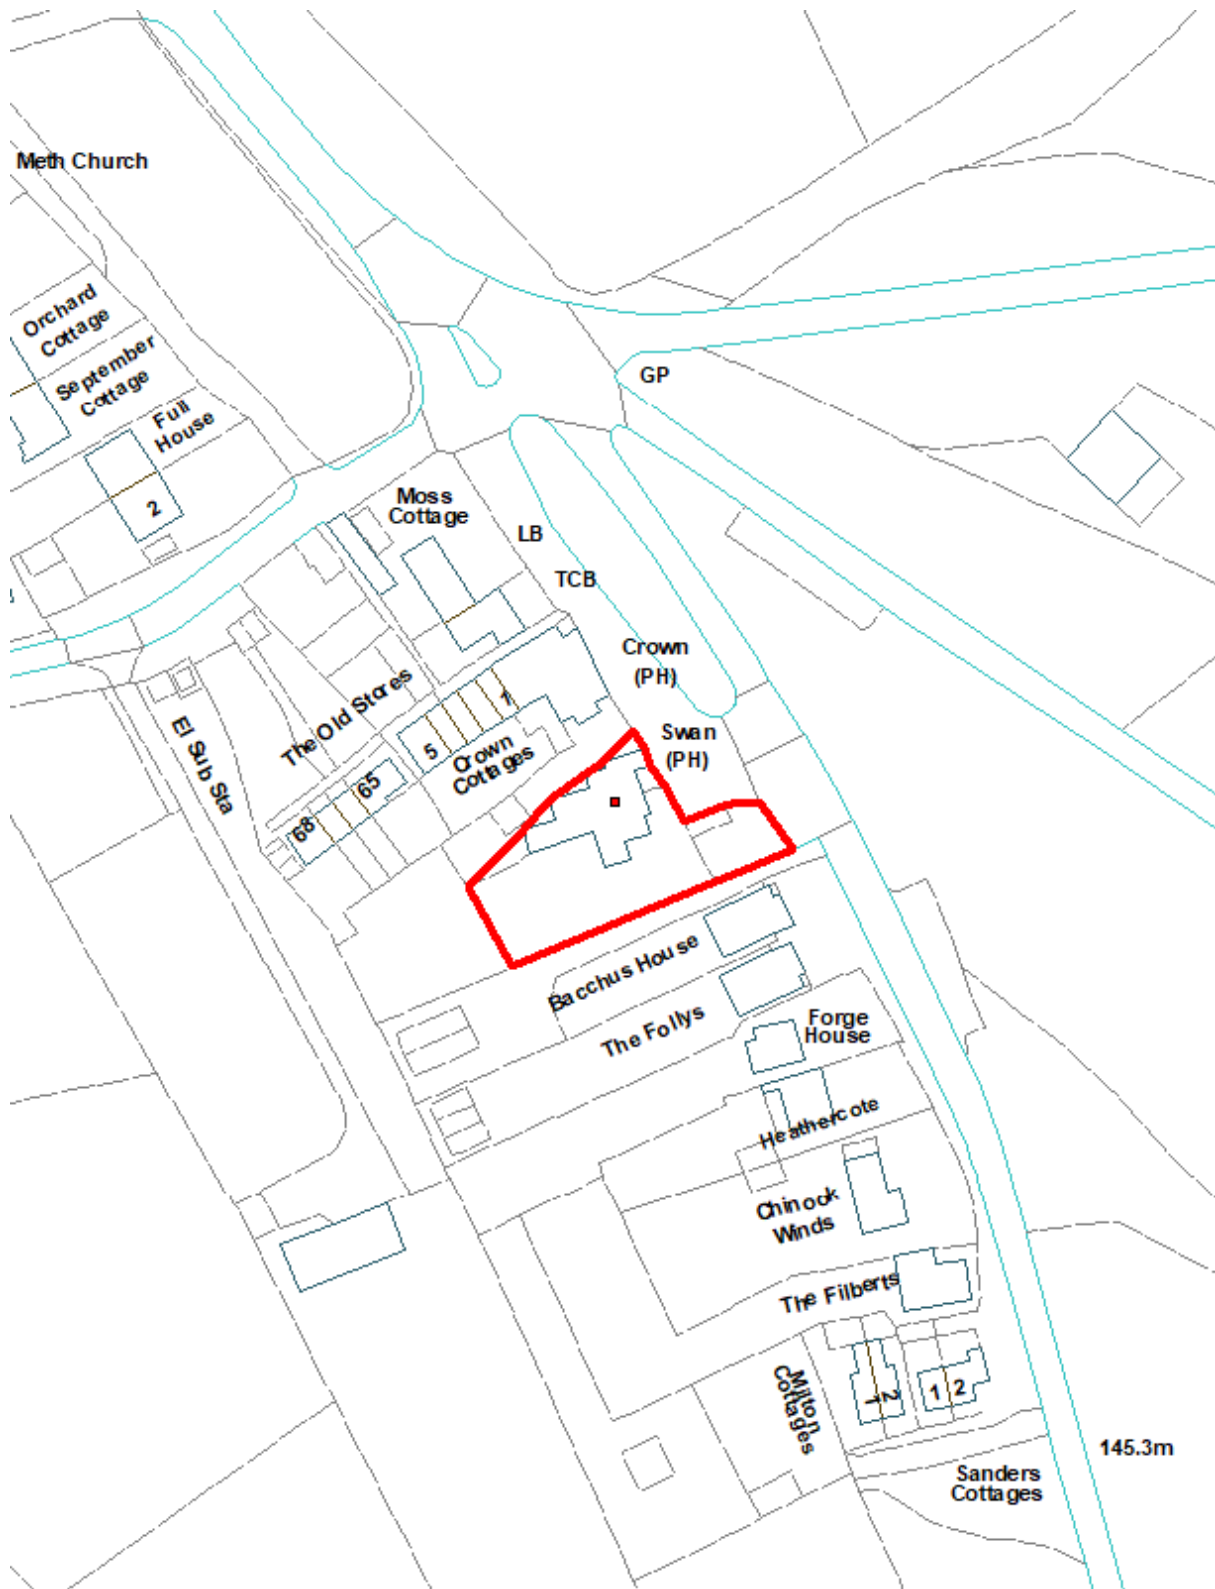 Meth Church
Orchard
Cottage
September
Cottage
Full
House
2
GP
Moss
Cottage
LB
TCB
Crown
(PH)
Swan
(PH)
The Old Stores
El Sub Sta
1
5
Crown
Cottages
65
68
Bacchus House
The Follys
Forge
House
Heathercote
Chinook
Winds
The Filberts
Milton
Cottages
1
2
1
2
145.3m
Sanders
Cottages